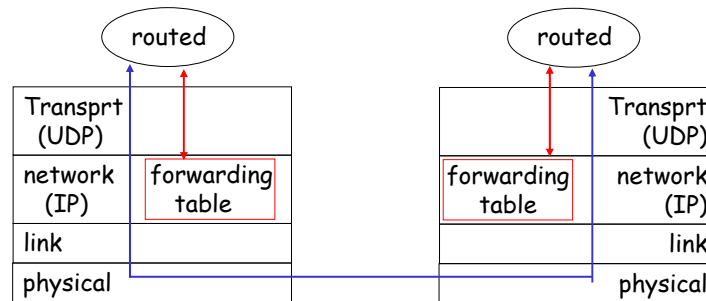 routed
routed
Transprt
(UDP)
Transprt
(UDP)
network
(IP)
forwarding
table
forwarding
table
network
(IP)
link
link
physical
physical